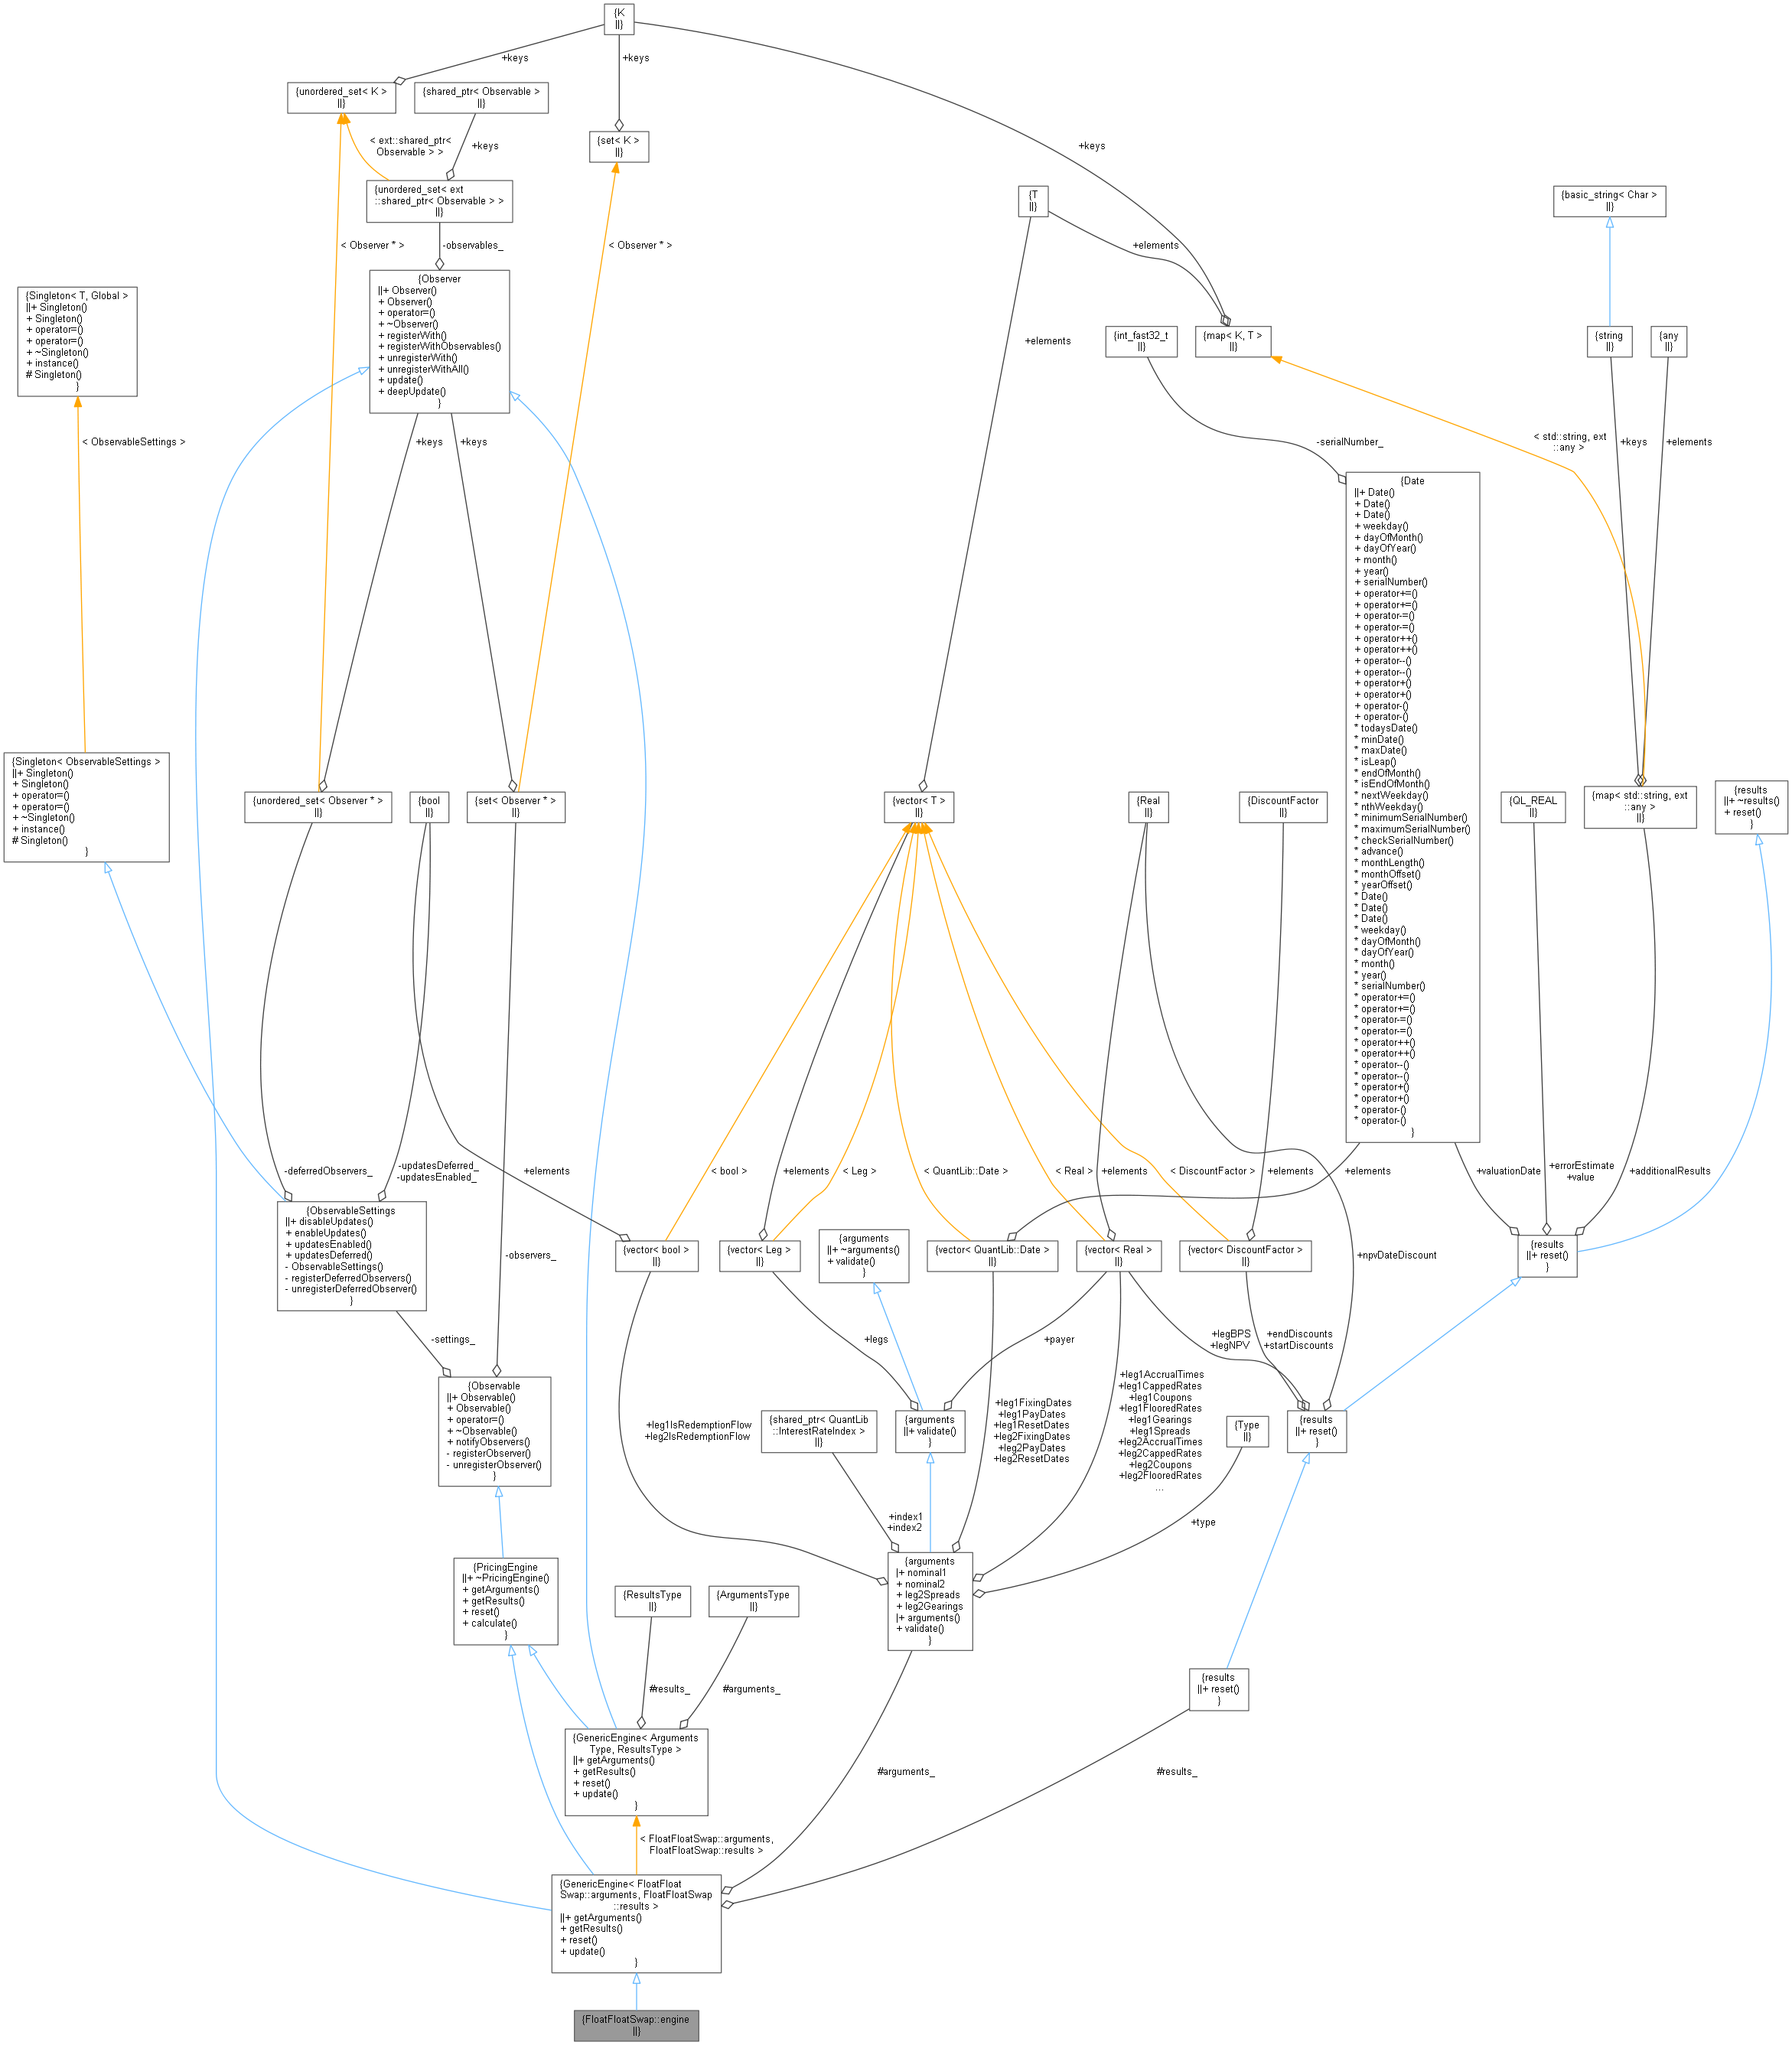 {K
||}
+keys
+keys
{unordered_set< K >
||}
{shared_ptr< Observable >
||}
< ext::shared_ptr<
Observable > >
+keys
{set< K >
||}
+keys
{unordered_set< ext
::shared_ptr< Observable > >
||}
{T
||}
{basic_string< Char >
||}
< Observer * >
-observables_
< Observer * >
+elements
{Observer
||+ Observer()
+ Observer()
+ operator=()
+ ~Observer()
+ registerWith()
+ registerWithObservables()
+ unregisterWith()
+ unregisterWithAll()
+ update()
+ deepUpdate()
}
{Singleton< T, Global >
||+ Singleton()
+ Singleton()
+ operator=()
+ operator=()
+ ~Singleton()
+ instance()
# Singleton()
}
+elements
{int_fast32_t
||}
{map< K, T >
||}
{string
||}
{any
||}
< ObservableSettings >
+keys
+keys
-serialNumber_
< std::string, ext
::any >
+keys
+elements
{Date
||+ Date()
+ Date()
+ Date()
+ weekday()
+ dayOfMonth()
+ dayOfYear()
+ month()
+ year()
+ serialNumber()
+ operator+=()
+ operator+=()
+ operator-=()
+ operator-=()
+ operator++()
+ operator++()
+ operator--()
+ operator--()
+ operator+()
+ operator+()
+ operator-()
+ operator-()
* todaysDate()
* minDate()
* maxDate()
* isLeap()
* endOfMonth()
* isEndOfMonth()
* nextWeekday()
* nthWeekday()
* minimumSerialNumber()
* maximumSerialNumber()
* checkSerialNumber()
* advance()
* monthLength()
* monthOffset()
* yearOffset()
* Date()
* Date()
* Date()
* weekday()
* dayOfMonth()
* dayOfYear()
* month()
* year()
* serialNumber()
* operator+=()
* operator+=()
* operator-=()
* operator-=()
* operator++()
* operator++()
* operator--()
* operator--()
* operator+()
* operator+()
* operator-()
* operator-()
}
{Singleton< ObservableSettings >
||+ Singleton()
+ Singleton()
+ operator=()
+ operator=()
+ ~Singleton()
+ instance()
# Singleton()
}
{unordered_set< Observer * >
||}
{bool
||}
{set< Observer * >
||}
{vector< T >
||}
{Real
||}
{DiscountFactor
||}
{QL_REAL
||}
{map< std::string, ext
::any >
||}
{results
||+ ~results()
+ reset()
}
-deferredObservers_
-updatesDeferred_
-updatesEnabled_
+elements
< bool >
+elements
< Leg >
< QuantLib::Date >
< Real >
+elements
< DiscountFactor >
+elements
+elements
+valuationDate
+errorEstimate
+value
+additionalResults
{ObservableSettings
||+ disableUpdates()
+ enableUpdates()
+ updatesEnabled()
+ updatesDeferred()
- ObservableSettings()
- registerDeferredObservers()
- unregisterDeferredObserver()
}
-observers_
{vector< bool >
||}
{vector< Leg >
||}
{arguments
||+ ~arguments()
+ validate()
}
{vector< QuantLib::Date >
||}
{vector< Real >
||}
{vector< DiscountFactor >
||}
+npvDateDiscount
{results
||+ reset()
}
-settings_
+legs
+payer
+legBPS
+legNPV
+endDiscounts
+startDiscounts
{Observable
||+ Observable()
+ Observable()
+ operator=()
+ ~Observable()
+ notifyObservers()
- registerObserver()
- unregisterObserver()
}
+leg1IsRedemptionFlow
+leg2IsRedemptionFlow
{shared_ptr< QuantLib
::InterestRateIndex >
||}
{arguments
||+ validate()
}
+leg1FixingDates
+leg1PayDates
+leg1ResetDates
+leg2FixingDates
+leg2PayDates
+leg2ResetDates
+leg1AccrualTimes
+leg1CappedRates
+leg1Coupons
+leg1FlooredRates
+leg1Gearings
+leg1Spreads
+leg2AccrualTimes
+leg2CappedRates
+leg2Coupons
+leg2FlooredRates
...
{Type
||}
{results
||+ reset()
}
+index1
+index2
+type
{PricingEngine
||+ ~PricingEngine()
+ getArguments()
+ getResults()
+ reset()
+ calculate()
}
{ResultsType
||}
{ArgumentsType
||}
{arguments
|+ nominal1
+ nominal2
+ leg2Spreads
+ leg2Gearings
|+ arguments()
+ validate()
}
#results_
#arguments_
{results
||+ reset()
}
{GenericEngine< Arguments
Type, ResultsType >
||+ getArguments()
+ getResults()
+ reset()
+ update()
}
#arguments_
#results_
< FloatFloatSwap::arguments,
FloatFloatSwap::results >
{GenericEngine< FloatFloat
Swap::arguments, FloatFloatSwap
::results >
||+ getArguments()
+ getResults()
+ reset()
+ update()
}
{FloatFloatSwap::engine
||}